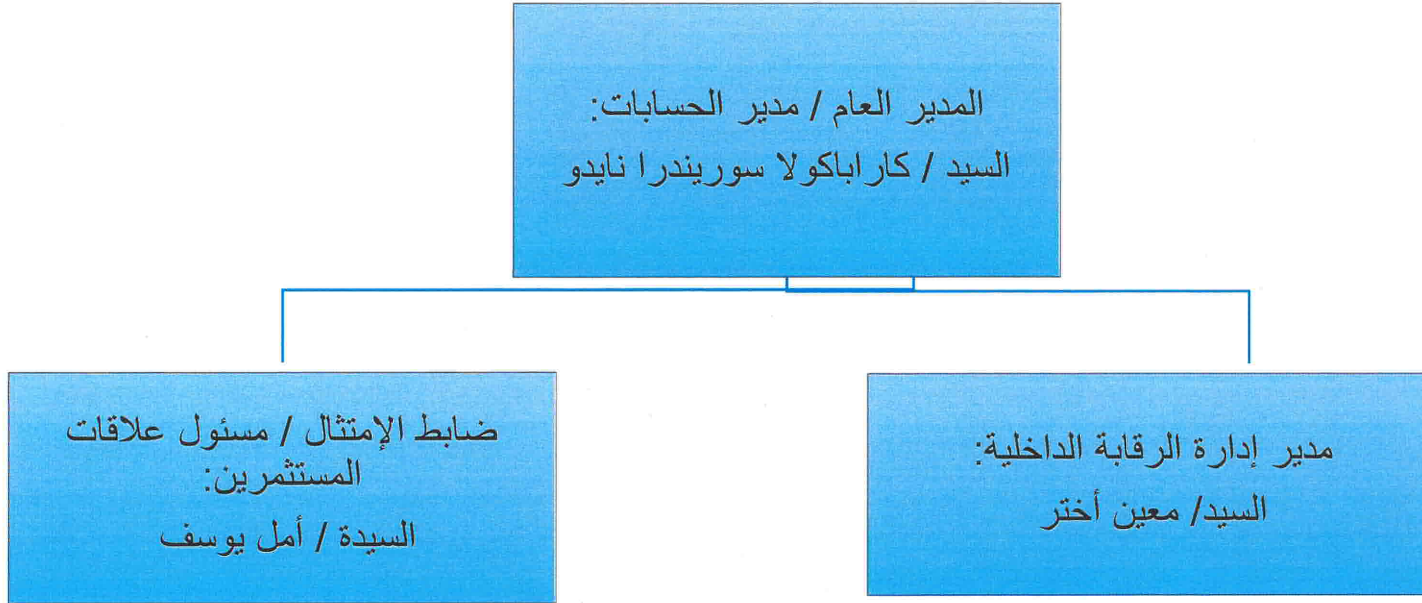 المدير العام / مدير الحسابات:
السيد / كاراباكولا سوريندرا نايدو
مدير إدارة الرقابة الداخلية:
السيد/ معين أختر
ضابط الإمتثال / مسئول علاقات
المستثمرين:
السيدة / أمل يوسف